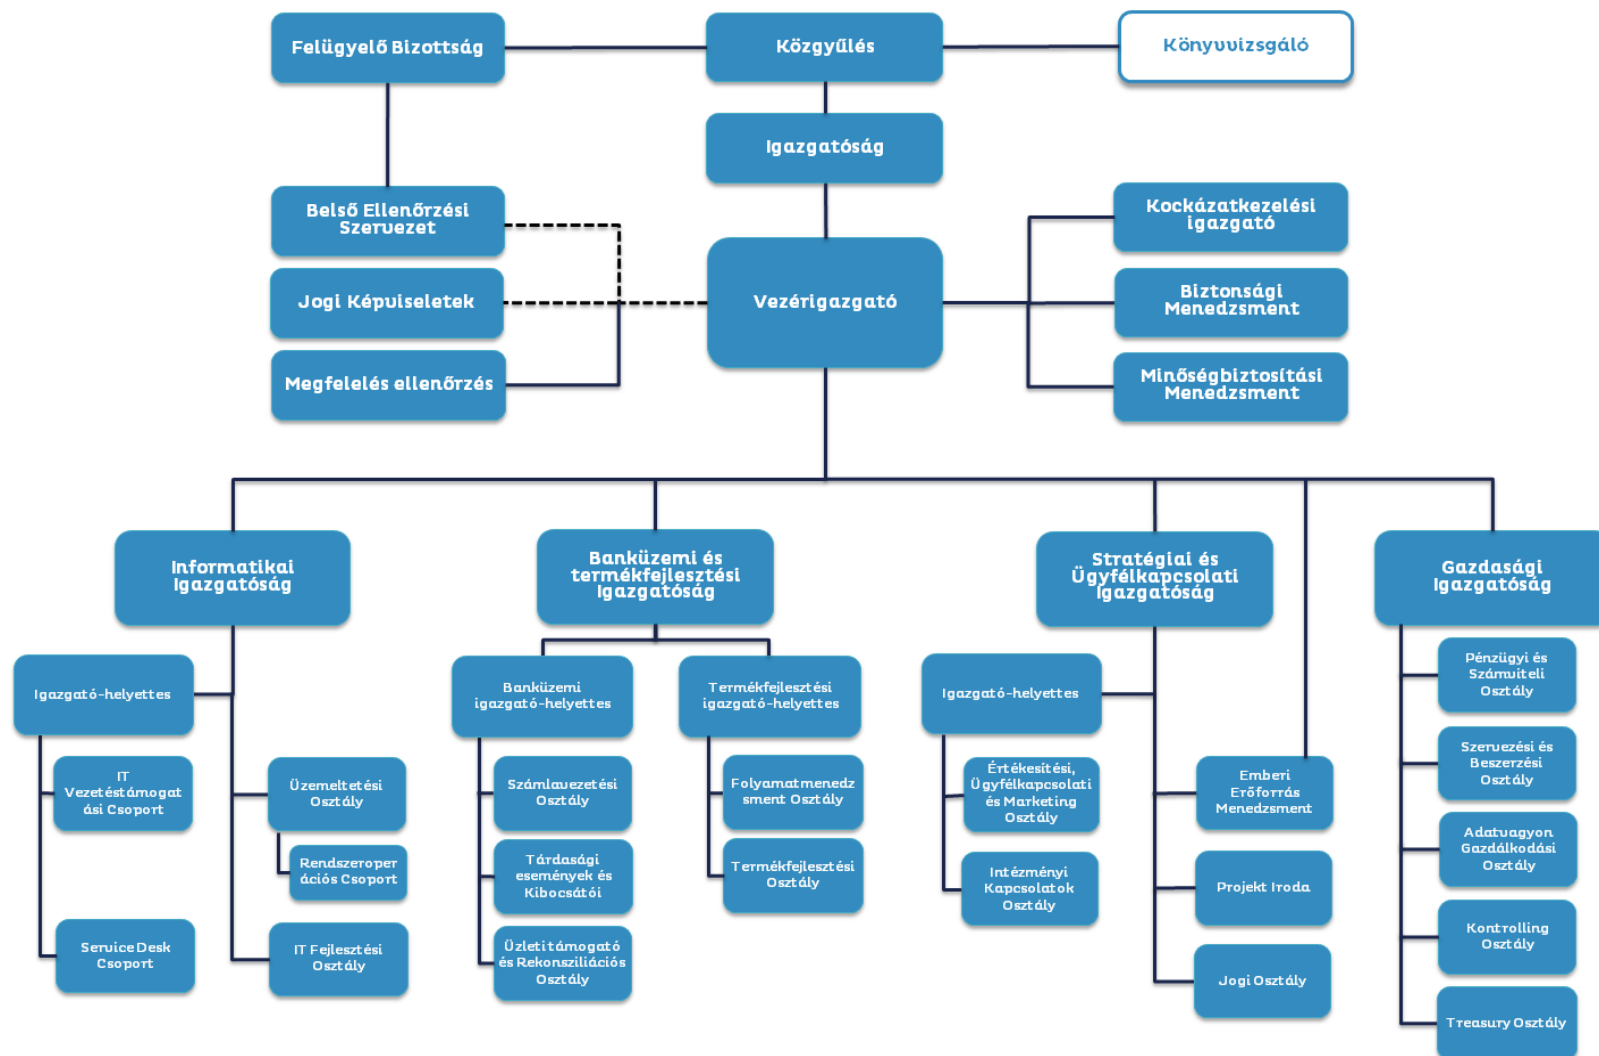 Felügyelő Bizottság
Közgyűlés
Könyvvizsgáló
Igazgatóság
Belső Ellenőrzési
Szervezet
Kockázatkezelési
igazgató
Jogi Képviseletek
Vezérigazgató
Biztonsági
Menedzsment
Megfelelés ellenőrzés
Minőségbiztosítási
Menedzsment
Informatikai
Igazgatóság
Banküzemi és
termékfejlesztési
Igazgatóság
Stratégiai és
Ügyfélkapcsolati
Igazgatóság
Gazdasági
Igazgatóság
Igazgató-helyettes
IT
Vezetéstámogat
ási Csoport
Service Desk
Csoport
Üzemeltetési
Osztály
Rendszeroper
ációs Csoport
IT Fejlesztési
Osztály
Banküzemi
igazgató-helyettes
Számlavezetési
Osztály
Tárdasági
események és
Kibocsátói
Üzleti támogató
és Rekonsziliációs
Osztály
Termékfejlesztési
igazgató-helyettes
Folyamatmenedz
sment Osztály
Termékfejlesztési
Osztály
Igazgató-helyettes
Értékesítési,
Ügyfélkapcsolati
és Marketing
Osztály
Intézményi
Kapcsolatok
Osztály
Emberi
Erőforrás
Menedzsment
Projekt Iroda
Jogi Osztály
Pénzügyi és
Számviteli
Osztály
Szervezési és
Beszerzési
Osztály
Adatvagyon
Gazdálkodási
Osztály
Kontrolling
Osztály
Treasury Osztály